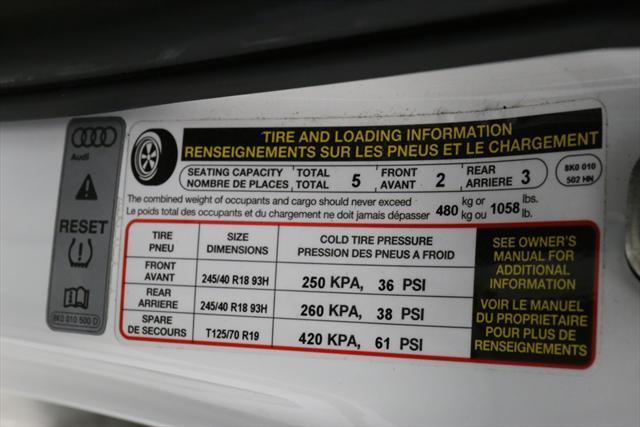 Audi
RESET
8K0 010 500 D
TIRE AND LOADING INFORMATION
RENSEIGNEMENTS SUR LES PNEUS ET LE CHARGEMENT
SEATING CAPACITY TOTAL 5 FRONT 2 REAR 3
NOMBRE DE PLACES TOTAL AVANT ARRIERE
8K0 010
502 HN
The combined weight of occupants and cargo should never exceed 480 kg or 1058 lbs.
Le poids total des occupants et du chargement ne doit jamais dépasser kg ou lb.
TIRE SIZE COLD TIRE PRESSURE
PNEU DIMENSIONS PRESSION DES PNEUS A FROID
FRONT
AVANT 245/40 R18 93H 250 KPA, 36 PSI
REAR
ARRIERE 245/40 R18 93H 260 KPA, 38 PSI
SPARE
DE SECOURS T125/70 R19 420 KPA, 61 PSI
SEE OWNER'S
MANUAL FOR
ADDITIONAL
INFORMATION
VOIR LE MANUEL
DU PROPRIETAIRE
POUR PLUS DE
RENSEIGNEMENTS